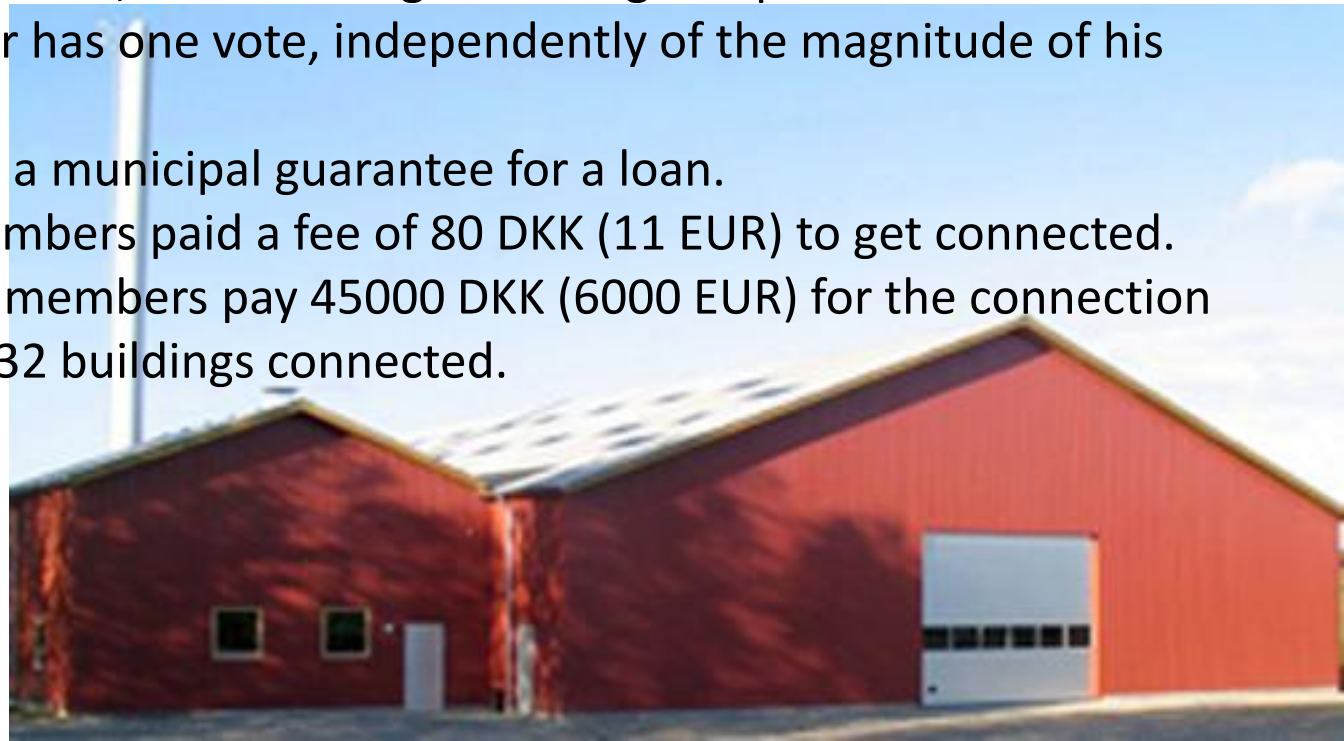 r has one vote, independently of the magnitude of his
a municipal guarantee for a loan.
mbers paid a fee of 80 DKK (11 EUR) to get connected.
members pay 45000 DKK (6000 EUR) for the connection
32 buildings connected.